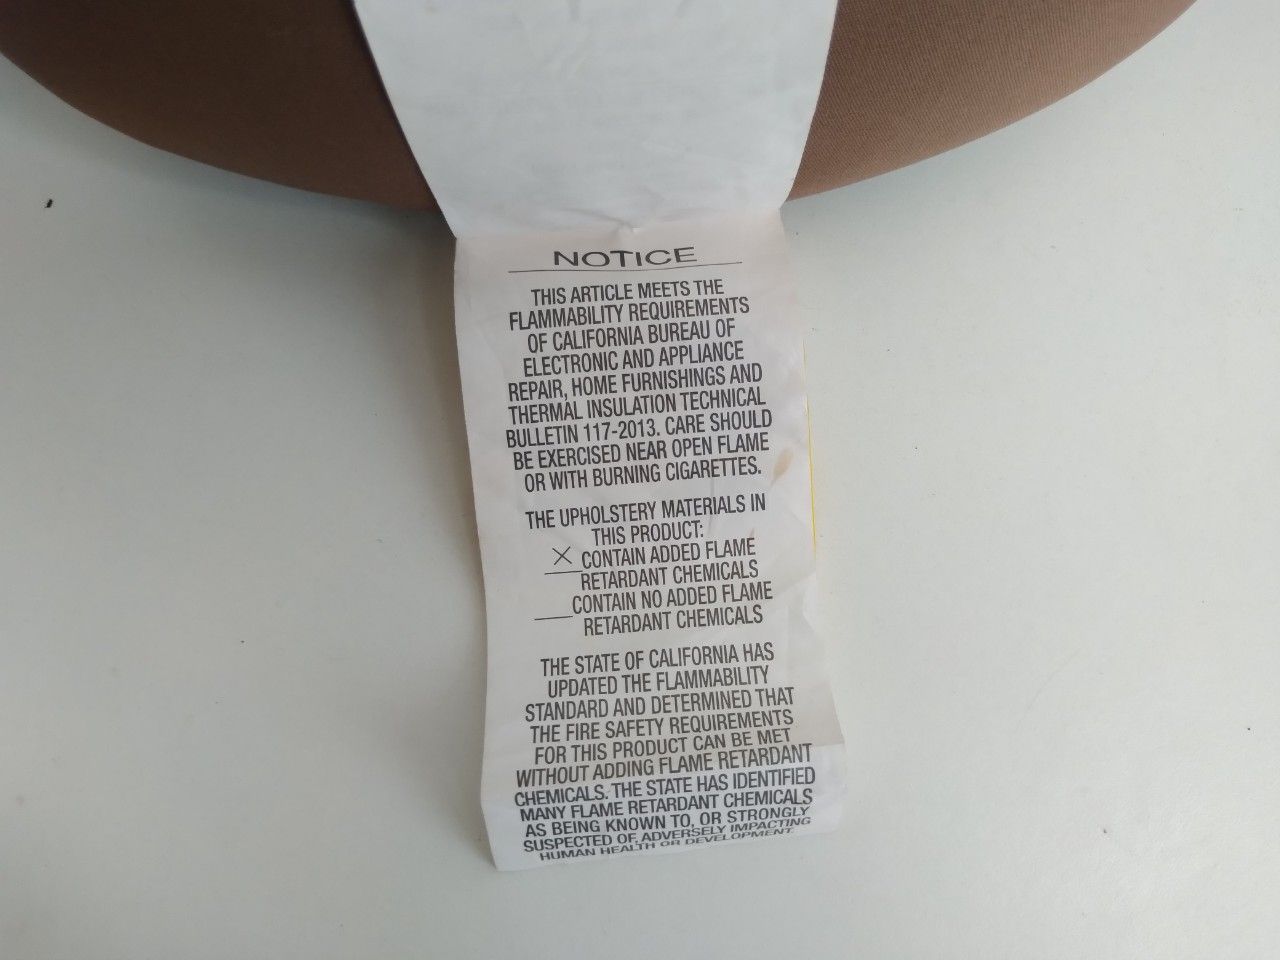 NOTICE
THIS ARTICLE MEETS THE
FLAMMABILITY REQUIREMENTS
OF CALIFORNIA BUREAU OF
ELECTRONIC AND APPLIANCE
REPAIR, HOME FURNISHINGS AND
THERMAL INSULATION TECHNICAL
BULLETIN 117-2013. CARE SHOULD
BE EXERCISED NEAR OPEN FLAME
OR WITH BURNING CIGARETTES.
THE UPHOLSTERY MATERIALS IN
THIS PRODUCT:
X CONTAIN ADDED FLAME
RETARDANT CHEMICALS
___CONTAIN NO ADDED FLAME
RETARDANT CHEMICALS
THE STATE OF CALIFORNIA HAS
UPDATED THE FLAMMABILITY
STANDARD AND DETERMINED THAT
THE FIRE SAFETY REQUIREMENTS
FOR THIS PRODUCT CAN BE MET
WITHOUT ADDING FLAME RETARDANT
CHEMICALS. THE STATE HAS IDENTIFIED
MANY FLAME RETARDANT CHEMICALS
AS BEING KNOWN TO, OR STRONGLY
SUSPECTED OF, ADVERSELY IMPACTING
HUMAN HEALTH OR DEVELOPMENT.